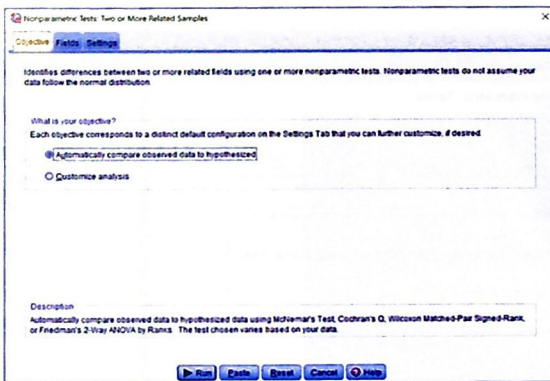 Nonparametric Tests: Two or More Related Samples
Objective Fields Settings
Identifies differences between two or more related fields using one or more nonparametric tests. Nonparametric tests do not assume your
data follow the normal distribution.
What is your objective?
Each objective corresponds to a distinct default configuration on the Settings Tab that you can further customize, if desired.
Automatically compare observed data to hypothesized
Customize analysis
Description
Automatically compare observed data to hypothesized data using McNemar's Test, Cochran's Q, Wilcoxon Matched-Pair Signed-Rank,
or Friedman's 2-Way ANOVA by Ranks. The test chosen varies based on your data.
Run Paste Reset Cancel Help